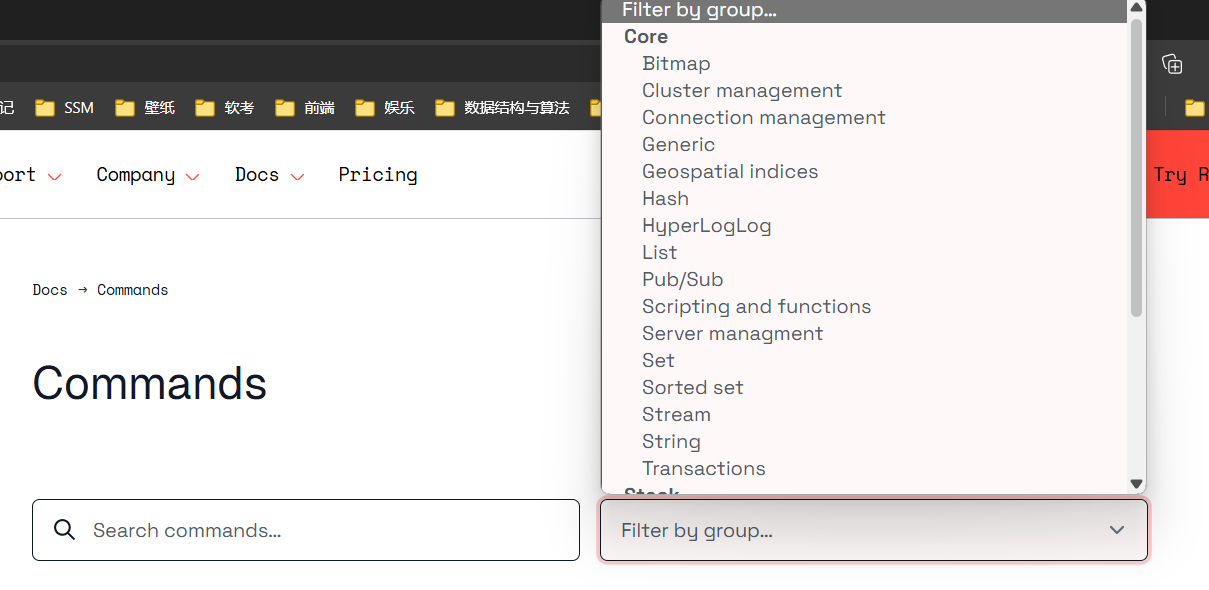 Filter by group...
Core
Bitmap
Cluster management
Connection management
Generic
Geospatial indices
Hash
HyperLogLog
List
Pub/Sub
Scripting and functions
Server managment
Set
Sorted set
Stream
String
Transactions
Stack
记 SSM 壁纸 软考 前端 娱乐 数据结构与算法
port Company Docs Pricing
Try R
Docs → Commands
Commands
Search commands...
Filter by group...